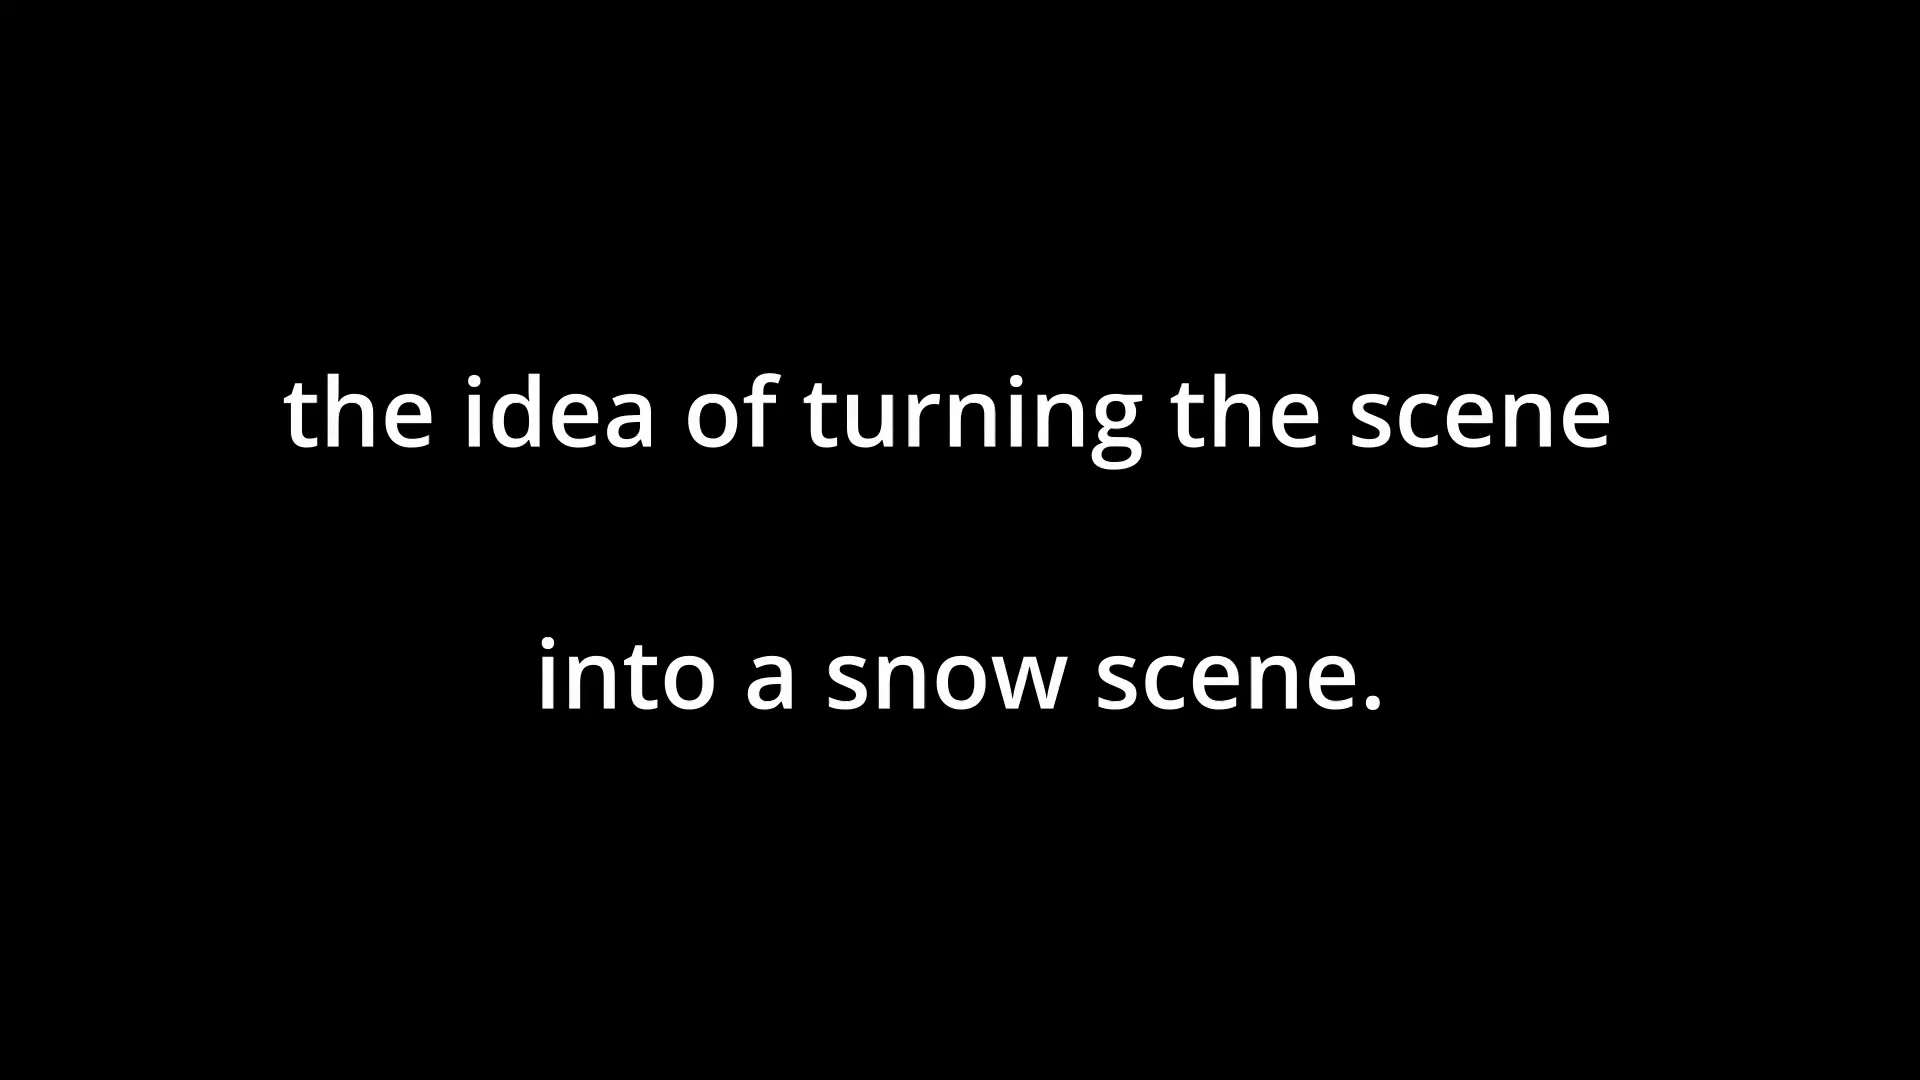 the idea of turning the scene
into a snow scene.